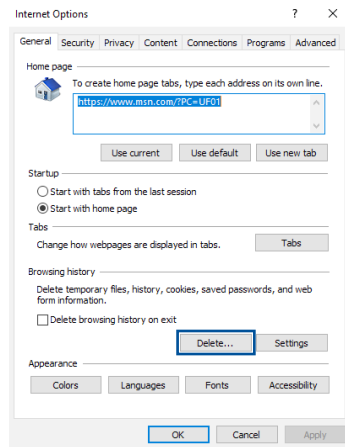 Internet Options ? ×
General Security Privacy Content Connections Programs Advanced
Home page
To create home page tabs, type each address on its own line.
https://www.msn.com/?PC=UF01
Use current Use default Use new tab
Startup
Start with tabs from the last session
Start with home page
Tabs
Change how webpages are displayed in tabs. Tabs
Browsing history
Delete temporary files, history, cookies, saved passwords, and web
form information.
Delete browsing history on exit
Delete... Settings
Appearance
Colors Languages Fonts Accessibility
OK Cancel Apply